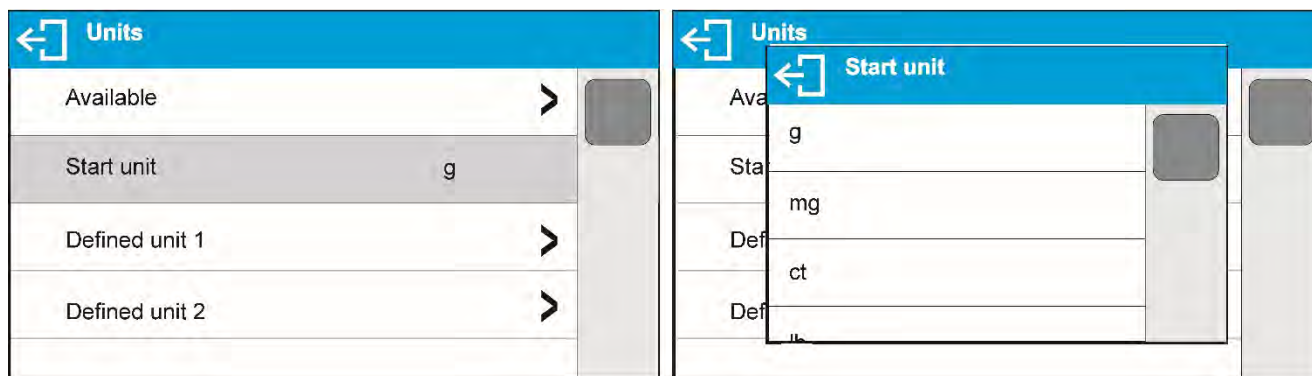 Units
Available
Start unit g
Defined unit 1
Defined unit 2
Units
Start unit
Ava
g
Sta
mg
Def
ct
Def